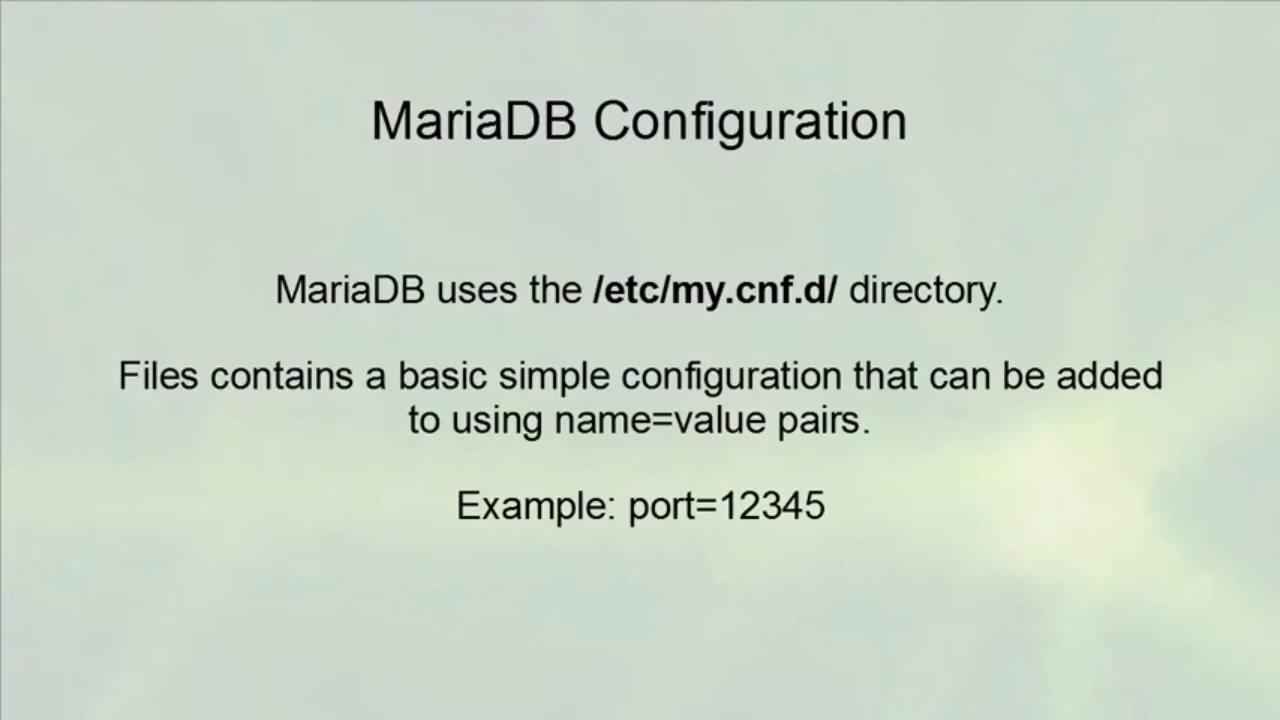 MariaDB Configuration
MariaDB uses the /etc/my.cnf.d/ directory.
Files contains a basic simple configuration that can be added
to using name=value pairs.
Example: port=12345